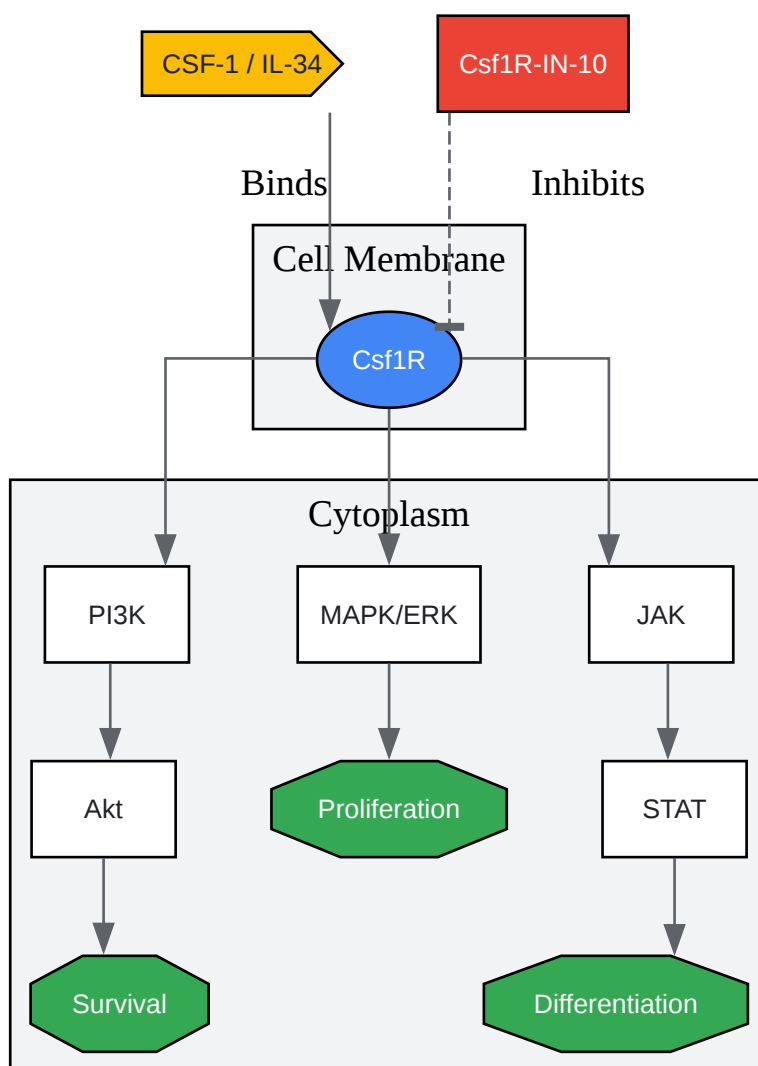 CSF-1 / IL-34
Csf1R-IN-10
Binds
Inhibits
Cell Membrane
Csf1R
Cytoplasm
PI3K
MAPK/ERK
JAK
Akt
Proliferation
STAT
Survival
Differentiation